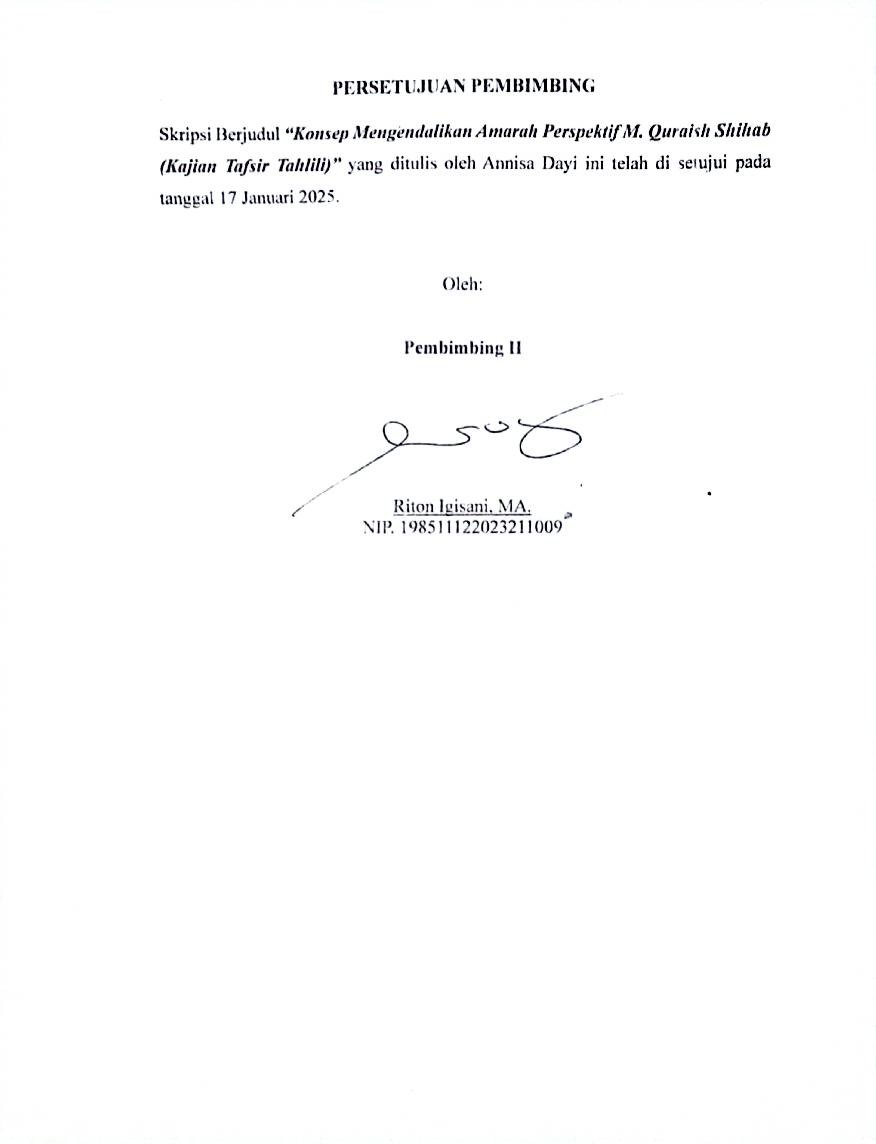 PERSETUJUAN PEMBIMBING
Skripsi Berjudul “Konsep Mengendalikan Amarah Perspektif M. Quraish Shihab
(Kajian Tafsir Tahlili)” yang ditulis oleh Annisa Dayi ini telah di setujui pada
tanggal 17 Januari 2025.
Oleh:
Pembimbing II
Riton Igisani, MA.
NIP. 198511122023211009